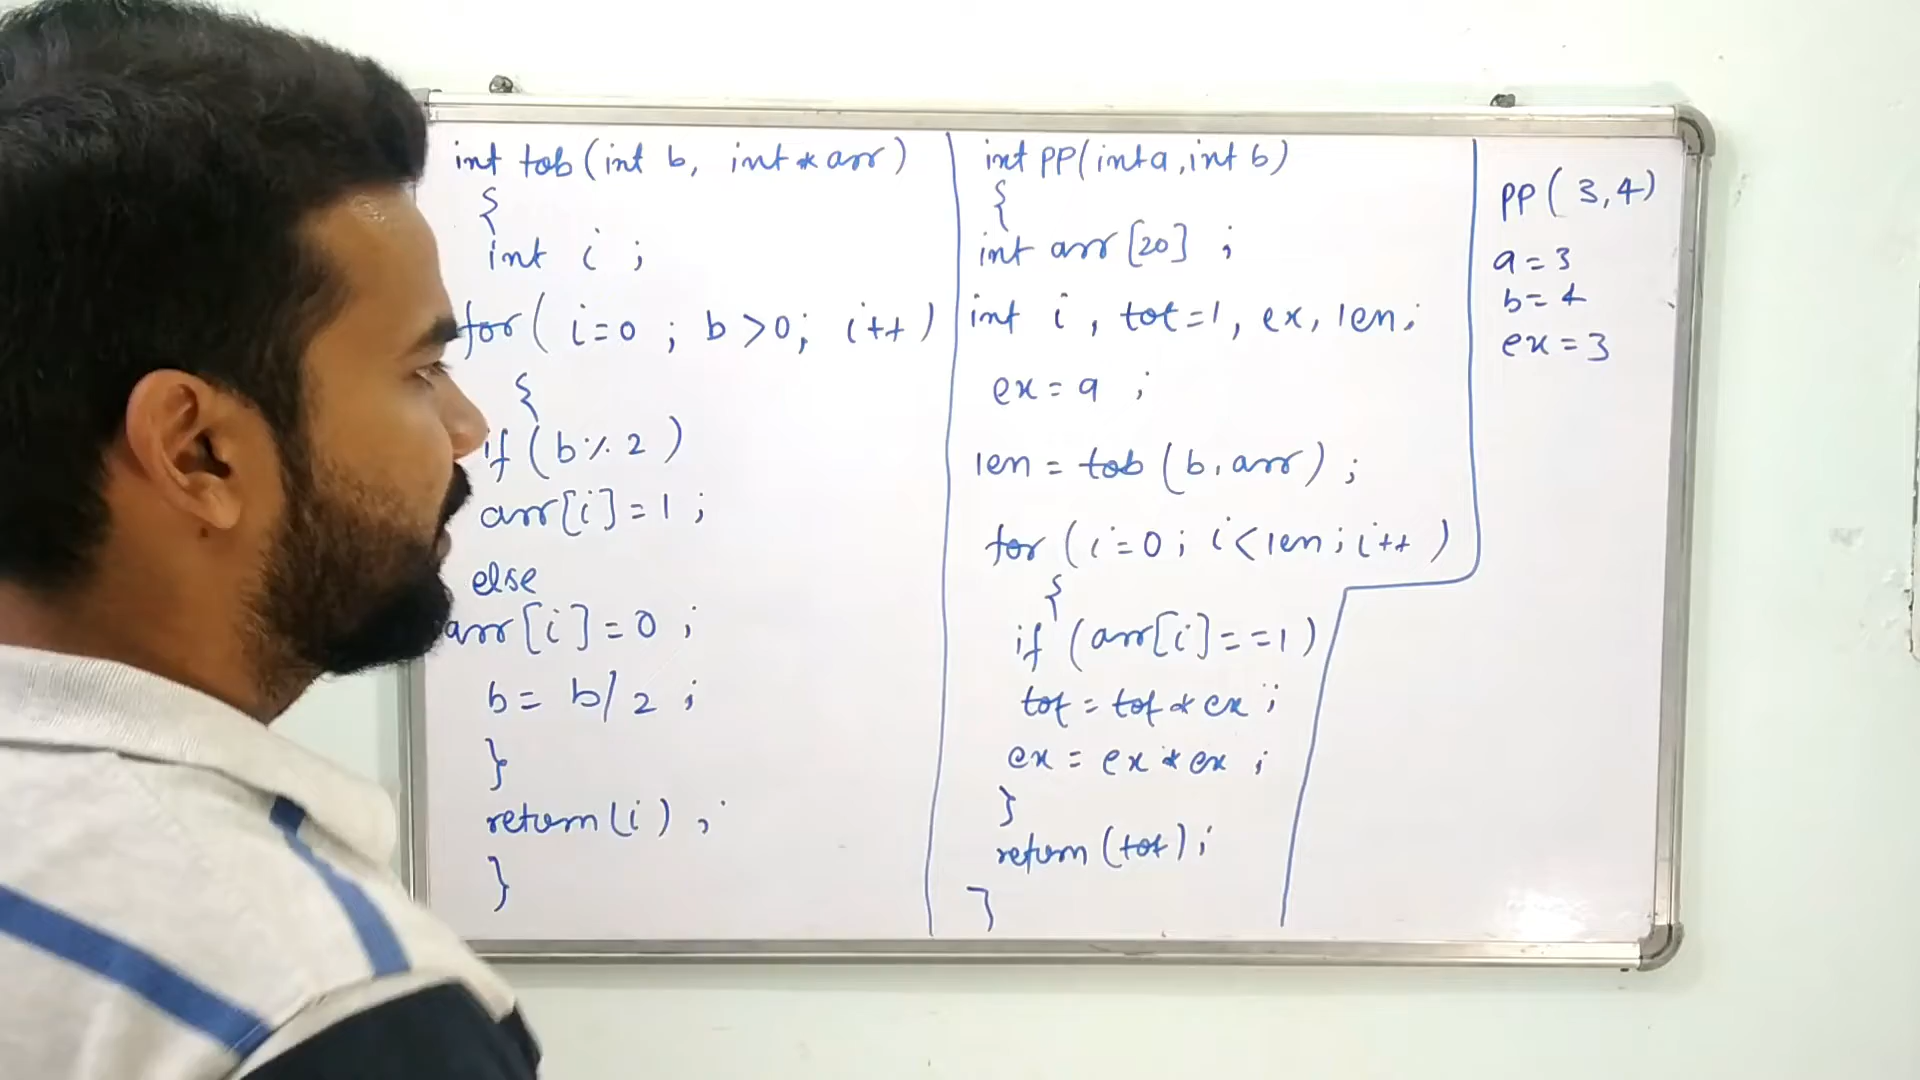 int tob(int b, int * arr)
{
int i ;
for( i=0 ; b >0; i++ )
{
if (b % 2 )
arr[i]=1 ;
else
arr[i]=0 ;
b= b/2 ;
}
return(i) ;
}
int PP(int a, int b)
{
int arr [20] ;
int i , tot=1, ex, len;
ex = a ;
len = tob (b, arr) ;
for (i=0; i<len; i++ )
{
if (arr[i]==1)
tot = tot * ex ;
ex = ex * ex ;
}
return (tot);
}
PP( 3,4)
a=3
b=4
ex=3